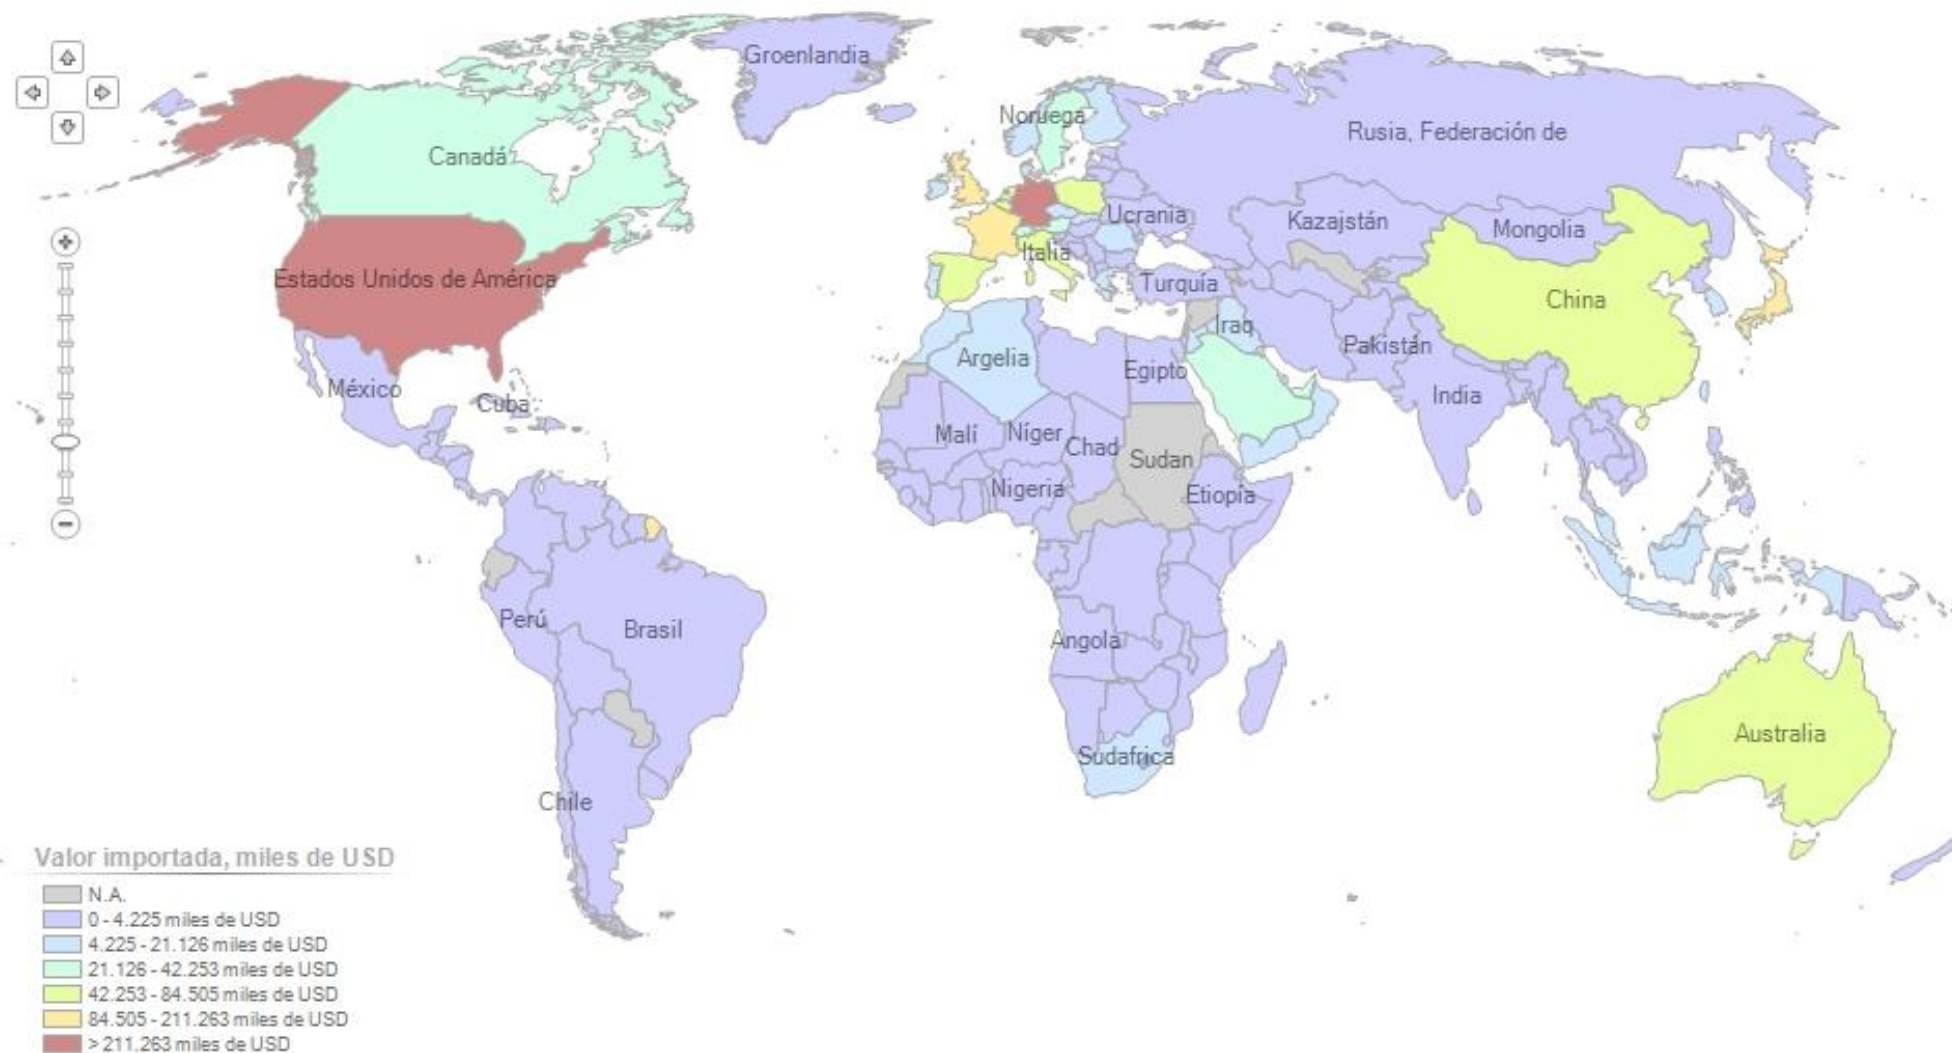 Groenlandia
Noruega
Rusia, Federación de
Canadá
Ucrania
Kazajstán
Mongolia
Italia
Estados Unidos de América
Turquía
China
Iraq
Pakistán
Argelia
Egipto
México
Cuba
India
Malí
Níger
Chad
Sudan
Nigeria
Etiopía
Perú
Brasil
Angola
Australia
Sudafrica
Chile
Valor importada, miles de USD
N.A.
0 - 4.225 miles de USD
4.225 - 21.126 miles de USD
21.126 - 42.253 miles de USD
42.253 - 84.505 miles de USD
84.505 - 211.263 miles de USD
> 211.263 miles de USD